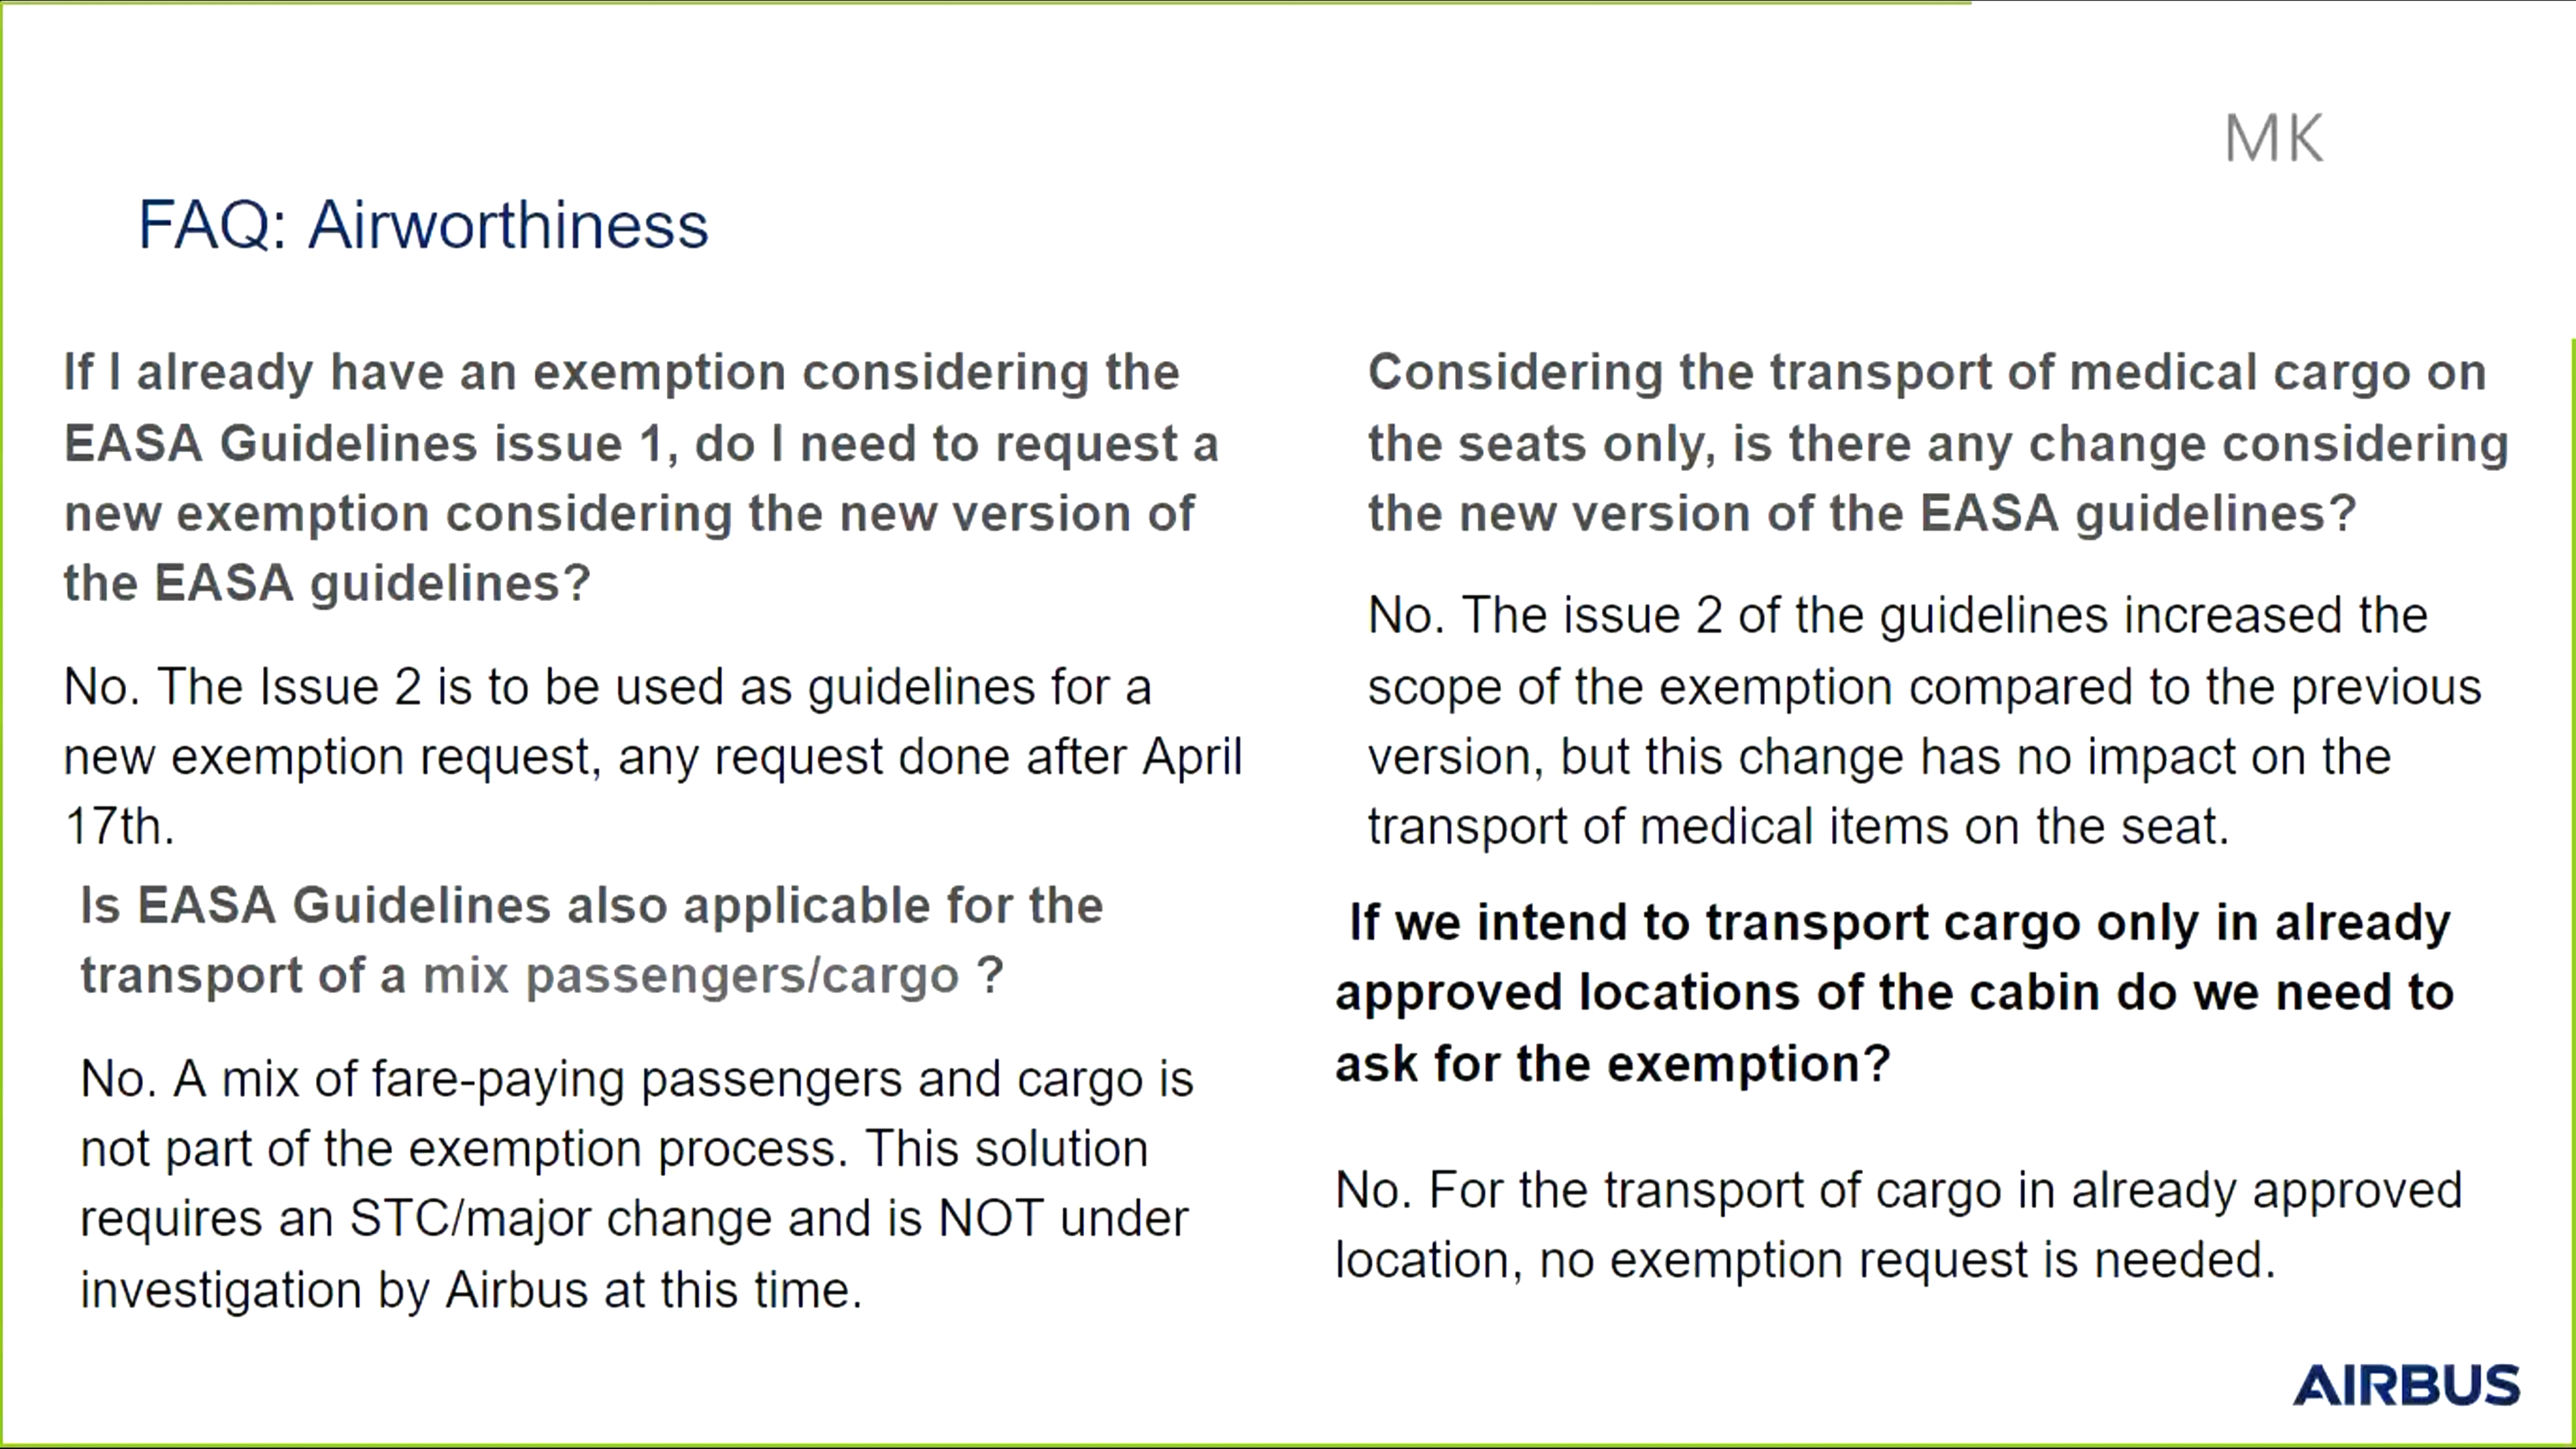 MK
FAQ: Airworthiness
If I already have an exemption considering the
EASA Guidelines issue 1, do I need to request a
new exemption considering the new version of
the EASA guidelines?
No. The Issue 2 is to be used as guidelines for a
new exemption request, any request done after April
17th.
Is EASA Guidelines also applicable for the
transport of a mix passengers/cargo ?
No. A mix of fare-paying passengers and cargo is
not part of the exemption process. This solution
requires an STC/major change and is NOT under
investigation by Airbus at this time.
Considering the transport of medical cargo on
the seats only, is there any change considering
the new version of the EASA guidelines?
No. The issue 2 of the guidelines increased the
scope of the exemption compared to the previous
version, but this change has no impact on the
transport of medical items on the seat.
If we intend to transport cargo only in already
approved locations of the cabin do we need to
ask for the exemption?
No. For the transport of cargo in already approved
location, no exemption request is needed.
AIRBUS